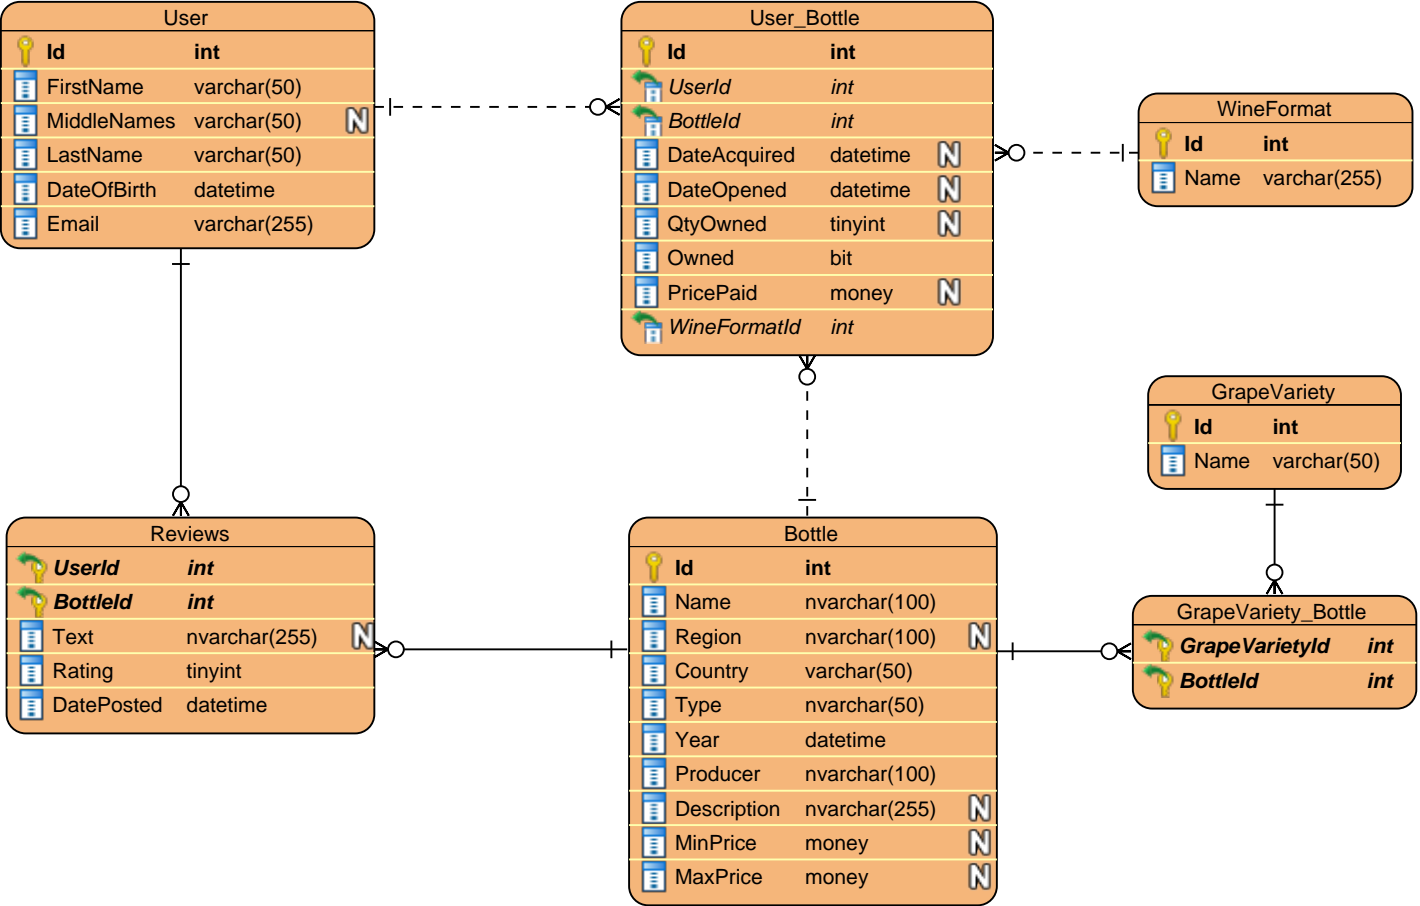 User
Id int
FirstName varchar(50)
MiddleNames varchar(50) N
LastName varchar(50)
DateOfBirth datetime
Email varchar(255)
User_Bottle
Id int
UserId int
BottleId int
DateAcquired datetime N
DateOpened datetime N
QtyOwned tinyint N
Owned bit
PricePaid money N
WineFormatId int
WineFormat
Id int
Name varchar(255)
GrapeVariety
Id int
Name varchar(50)
Reviews
UserId int
BottleId int
Text nvarchar(255) N
Rating tinyint
DatePosted datetime
Bottle
Id int
Name nvarchar(100)
Region nvarchar(100) N
Country varchar(50)
Type nvarchar(50)
Year datetime
Producer nvarchar(100)
Description nvarchar(255) N
MinPrice money N
MaxPrice money N
GrapeVariety_Bottle
GrapeVarietyId int
BottleId int